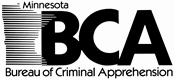 Minnesota
BCA
Bureau of Criminal Apprehension